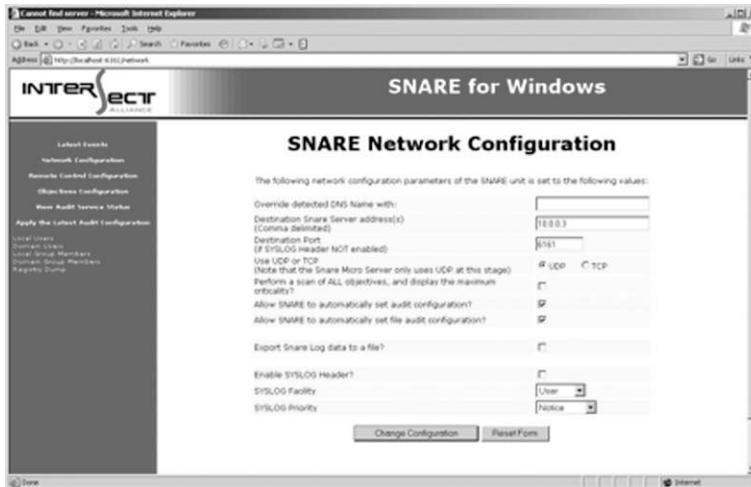 Cannot find server - Microsoft Internet Explorer
File Edit View Favorites Tools Help
Back Search Favorites
Address http://localhost:6161/network Go Links
INTERSECT
ALLIANCE
SNARE for Windows
Latest Events
Network Configuration
Remote Control Configuration
Objectives Configuration
View Audit Service Status
Apply the Latest Audit Configuration
Local Users
Domain Users
Local Group Members
Domain Group Members
Registry Dump
SNARE Network Configuration
The following network configuration parameters of the SNARE unit is set to the following values:
Override detected DNS Name with:
Destination Snare Server address(s)
(Comma delimited)
10.0.0.3
Destination Port
(if SYSLOG Header NOT enabled)
6161
Use UDP or TCP
(Note that the Snare Micro Server only uses UDP at this stage)
UDP TCP
Perform a scan of ALL objectives, and display the maximum
criticality?
Allow SNARE to automatically set audit configuration?
Allow SNARE to automatically set file audit configuration?
Export Snare Log data to a file?
Enable SYSLOG Header?
SYSLOG Facility User
SYSLOG Priority Notice
Change Configuration Reset Form
Done Internet